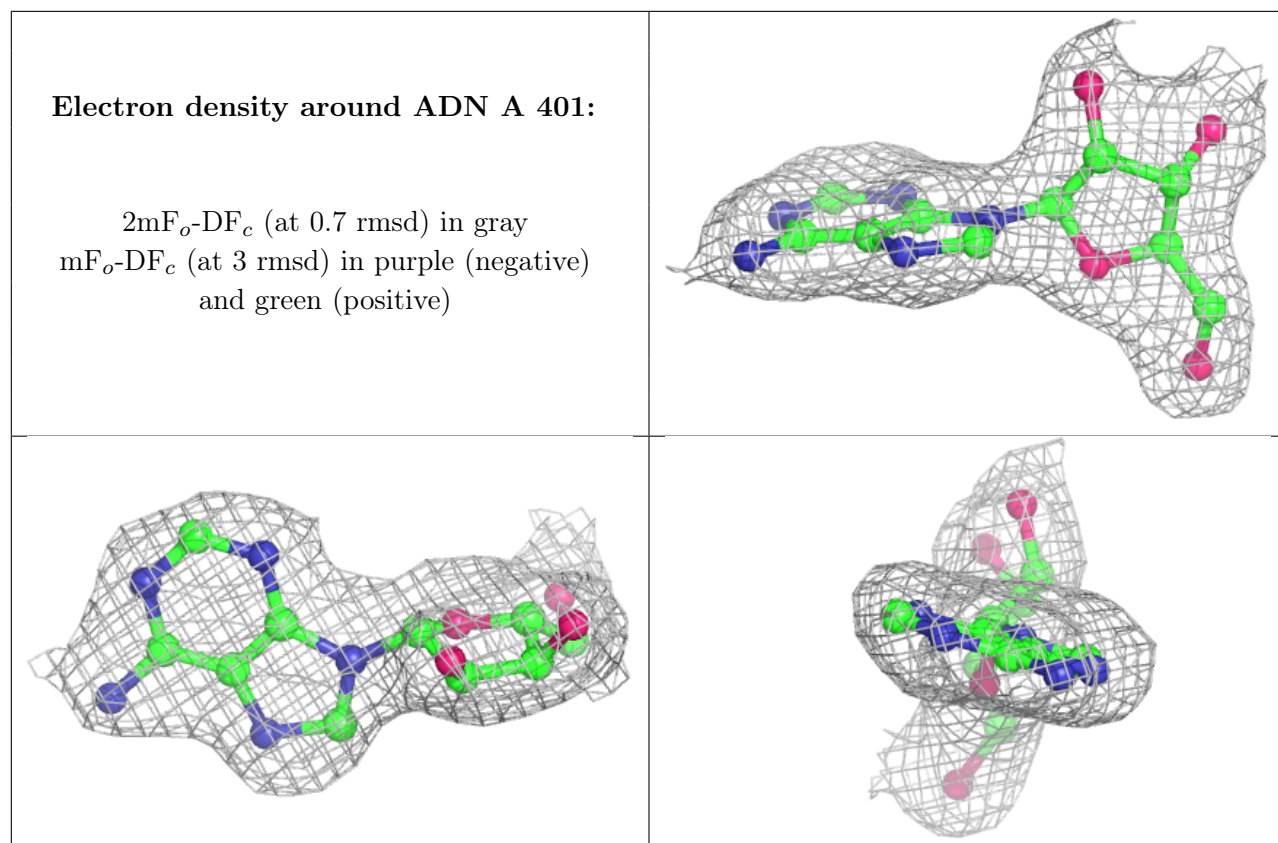 Electron density around ADN A 401:
2mFo-DFc (at 0.7 rmsd) in gray
mFo-DFc (at 3 rmsd) in purple (negative)
and green (positive)